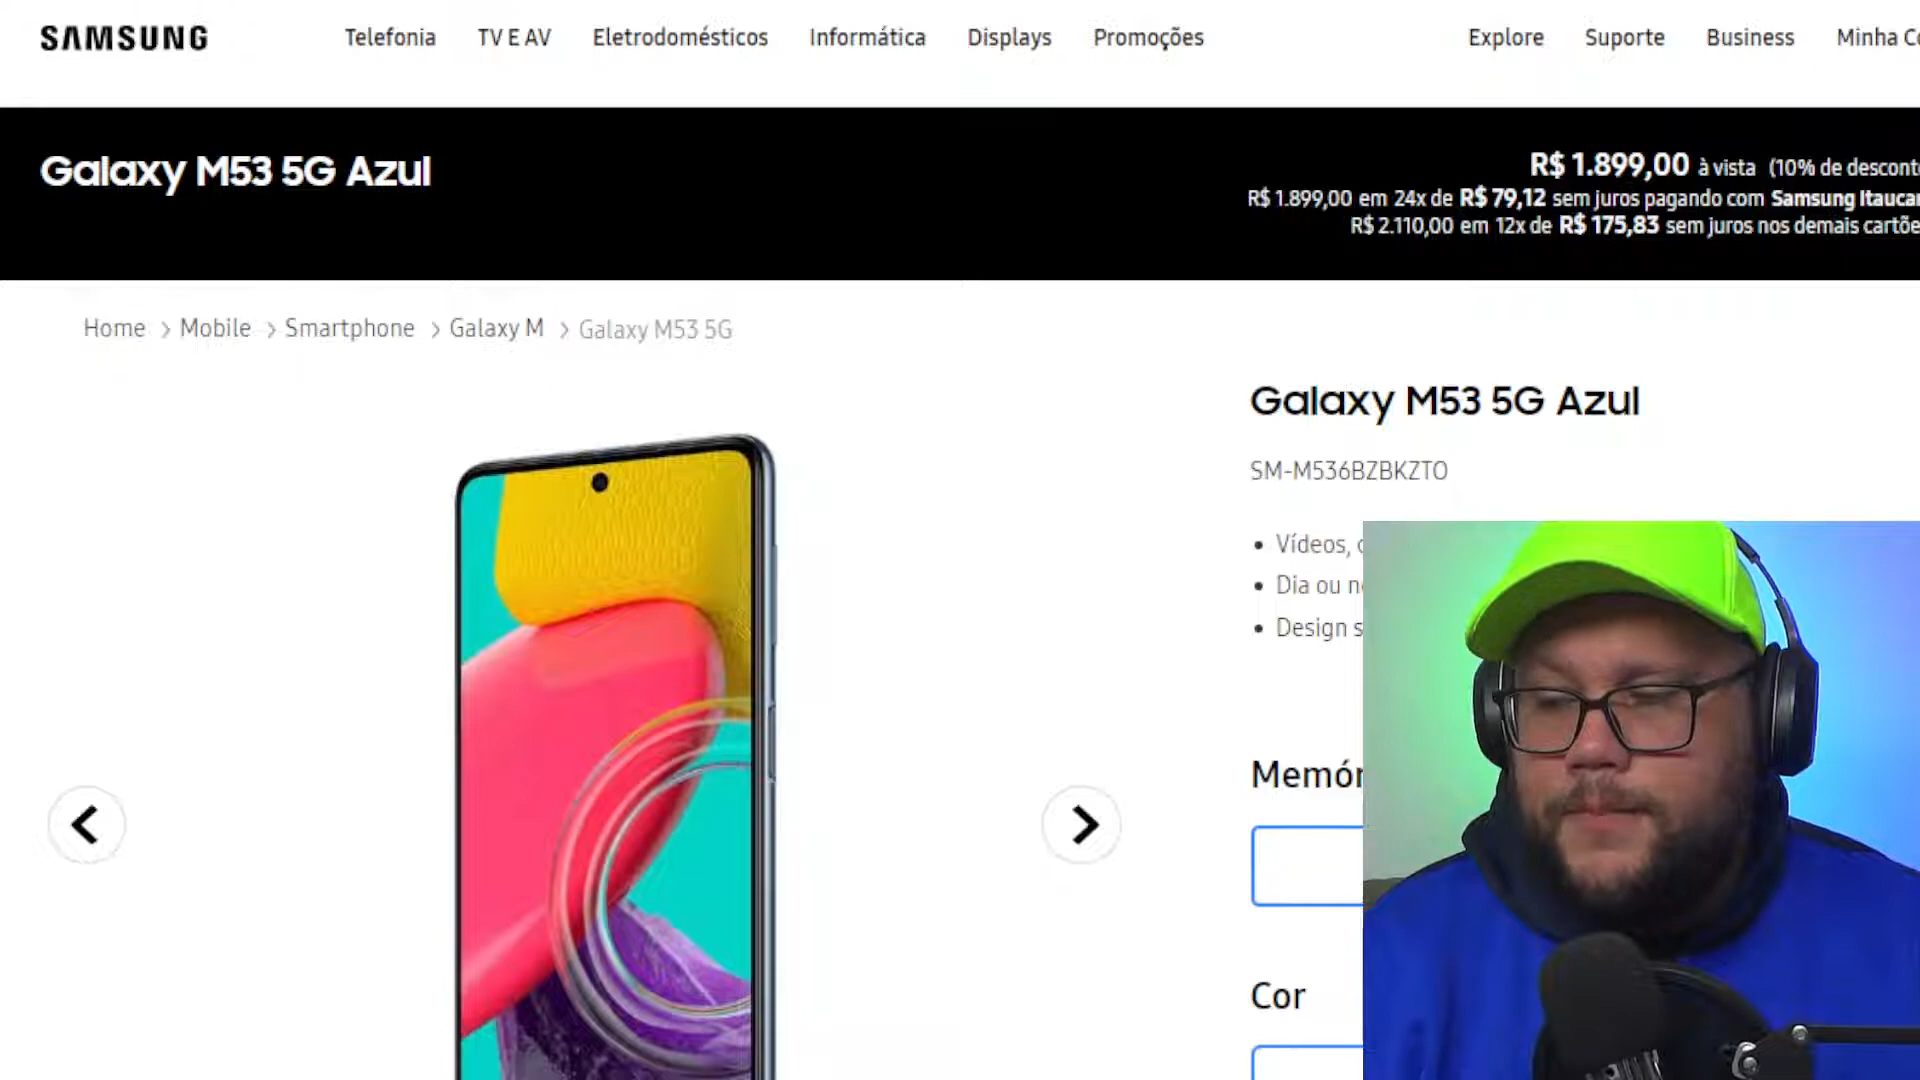 SAMSUNG
Telefonia TV E AV Eletrodomésticos Informática Displays Promoções Explore Suporte Business Minha
Galaxy M53 5G Azul
R$ 1.899,00 à vista (10% de
R$ 1.899,00 em 24x de R$ 79,12 sem juros pagando com Samsung
R$ 2.110,00 em 12x de R$ 175,83 sem juros nos demais
Home > Mobile > Smartphone > Galaxy M > Galaxy M53 5G
Galaxy M53 5G Azul
SM-M536BZBKZTO
• Vídeos,
• Dia ou
• Design
Cor